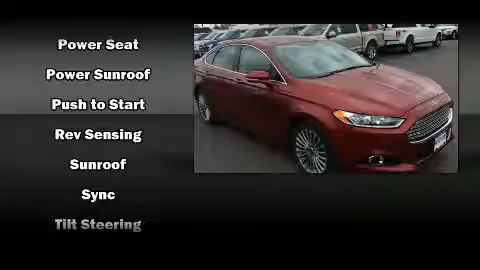 Power Seat
Power Sunroof
Push to Start
Rev Sensing
Sunroof
Sync
Tilt Steering